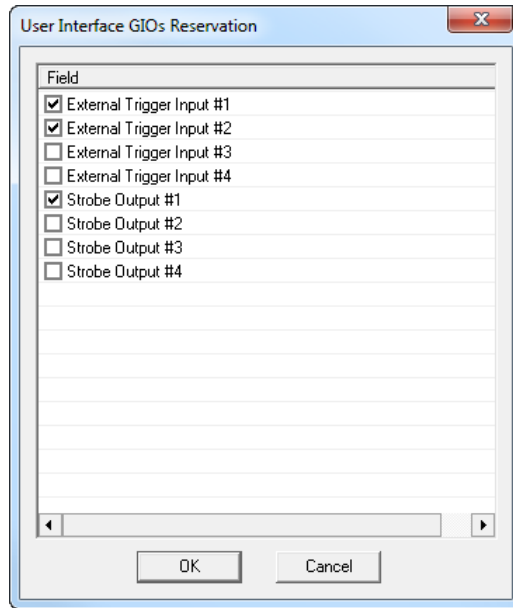 User Interface GIOs Reservation
Field
External Trigger Input #1
External Trigger Input #2
External Trigger Input #3
External Trigger Input #4
Strobe Output #1
Strobe Output #2
Strobe Output #3
Strobe Output #4
OK
Cancel